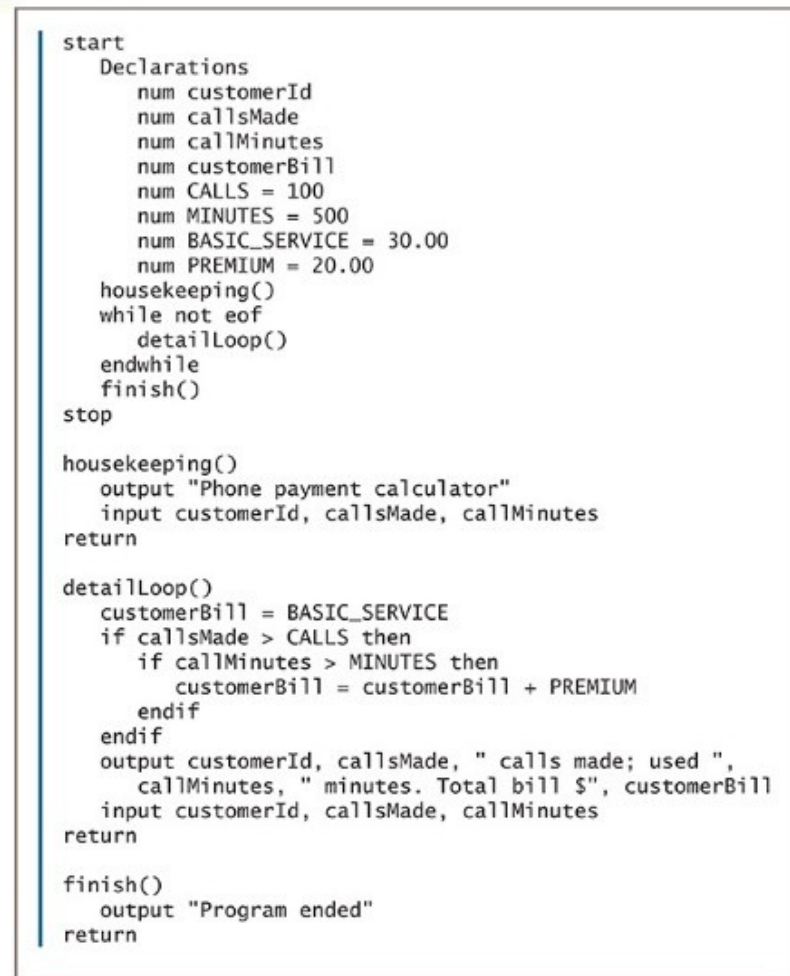 start
   Declarations
      num customerId
      num callsMade
      num callMinutes
      num customerBill
      num CALLS = 100
      num MINUTES = 500
      num BASIC_SERVICE = 30.00
      num PREMIUM = 20.00
   housekeeping()
   while not eof
      detailLoop()
   endwhile
   finish()
stop

housekeeping()
   output "Phone payment calculator"
   input customerId, callsMade, callMinutes
return

detailLoop()
   customerBill = BASIC_SERVICE
   if callsMade > CALLS then
      if callMinutes > MINUTES then
         customerBill = customerBill + PREMIUM
      endif
   endif
   output customerId, callsMade, " calls made; used ",
      callMinutes, " minutes. Total bill $", customerBill
   input customerId, callsMade, callMinutes
return

finish()
   output "Program ended"
return